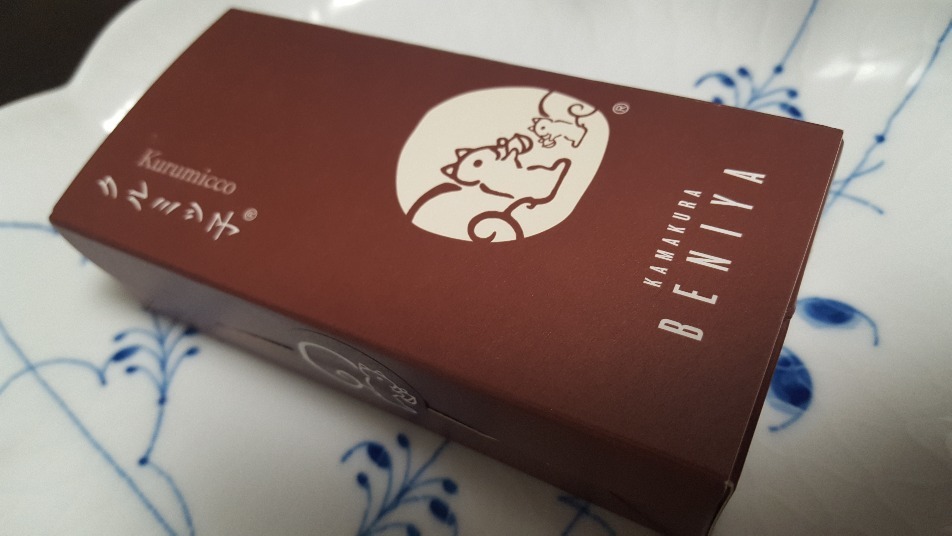 Kurumicco
クルミッ子®
®
KAMAKURA
BENIYA